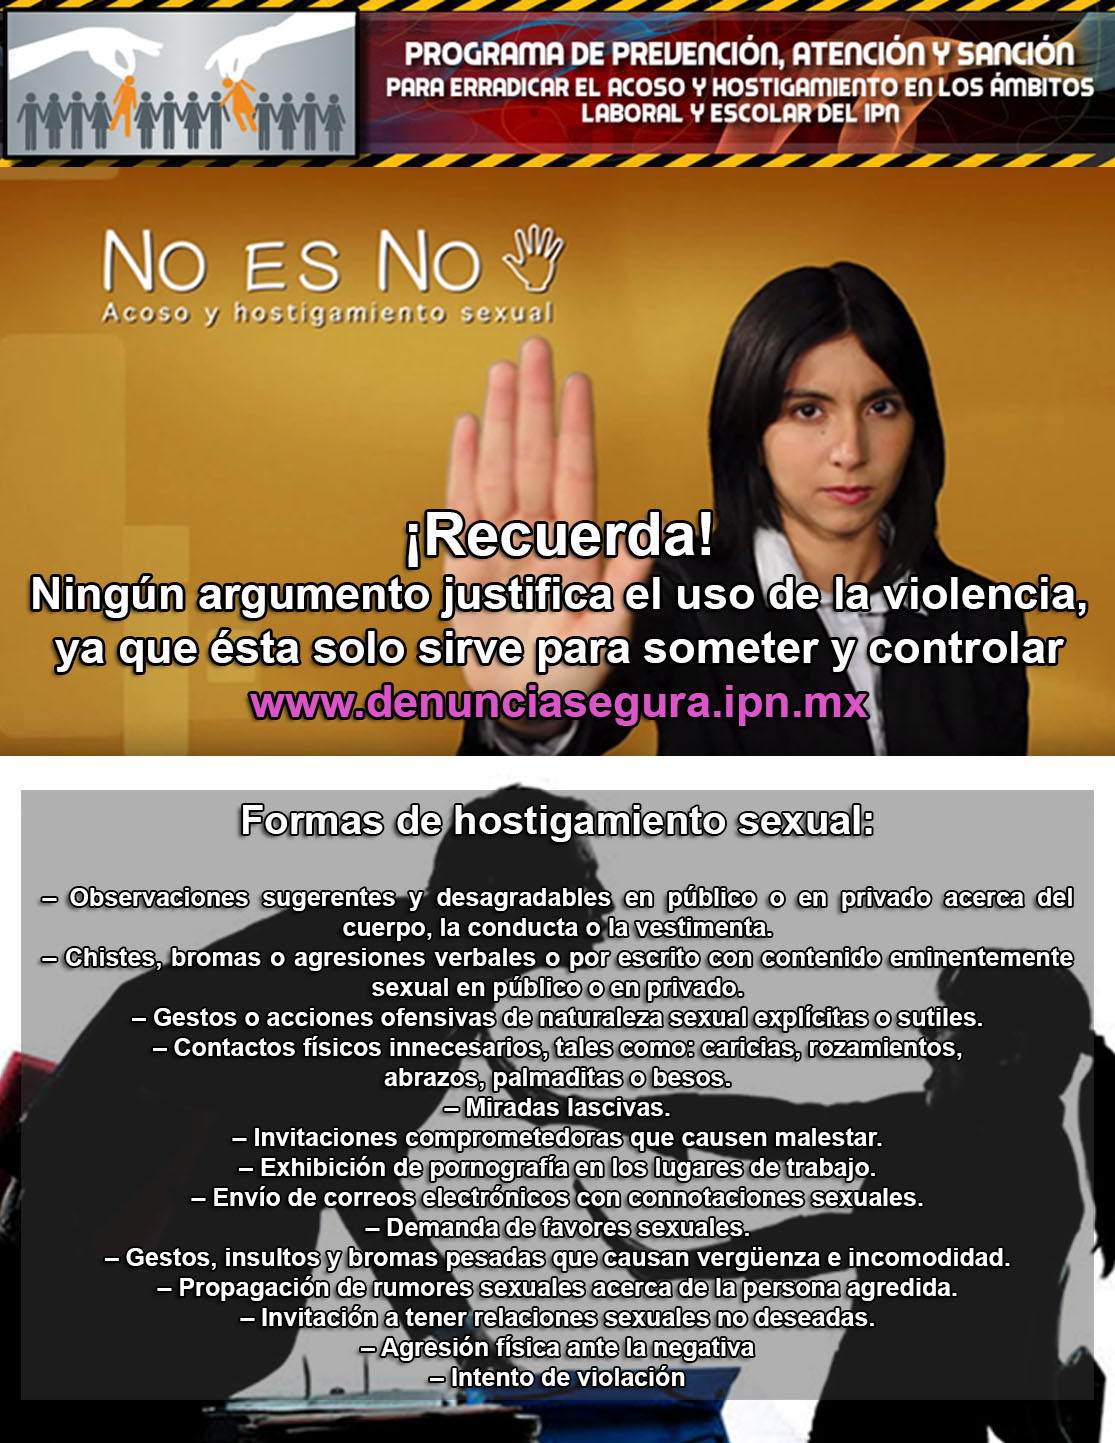 PROGRAMA DE PREVENCIÓN, ATENCIÓN Y SANCIÓN
PARA ERRADICAR EL ACOSO Y HOSTIGAMIENTO EN LOS ÁMBITOS
LABORAL Y ESCOLAR DEL IPN
NO ES NO
Acoso y hostigamiento sexual
¡Recuerda!
Ningún argumento justifica el uso de la violencia,
ya que ésta solo sirve para someter y controlar
www.denunciasegura.ipn.mx
Formas de hostigamiento sexual:
– Observaciones sugerentes y desagradables en público o en privado acerca del
cuerpo, la conducta o la vestimenta.
– Chistes, bromas o agresiones verbales o por escrito con contenido eminentemente
sexual en público o en privado.
– Gestos o acciones ofensivas de naturaleza sexual explícitas o sutiles.
– Contactos físicos innecesarios, tales como: caricias, rozamientos,
abrazos, palmaditas o besos.
– Miradas lascivas.
– Invitaciones comprometedoras que causen malestar.
– Exhibición de pornografía en los lugares de trabajo.
– Envío de correos electrónicos con connotaciones sexuales.
– Demanda de favores sexuales.
– Gestos, insultos y bromas pesadas que causan vergüenza e incomodidad.
– Propagación de rumores sexuales acerca de la persona agredida.
– Invitación a tener relaciones sexuales no deseadas.
– Agresión física ante la negativa
– Intento de violación